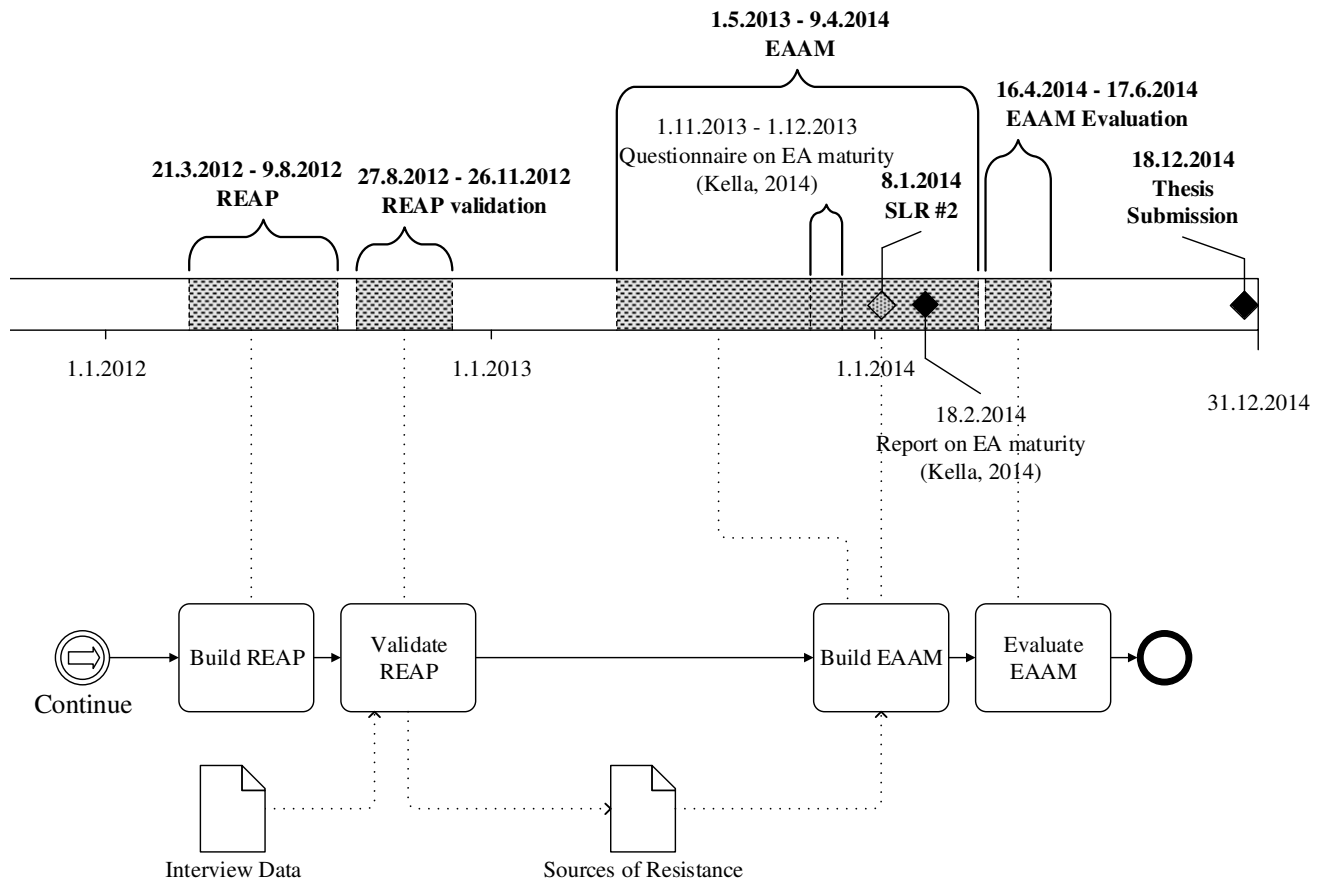 1.5.2013 - 9.4.2014
EAAM
16.4.2014 - 17.6.2014
EAAM Evaluation
1.11.2013 - 1.12.2013
Questionnaire on EA maturity
(Kella, 2014)
21.3.2012 - 9.8.2012
REAP
27.8.2012 - 26.11.2012
REAP validation
8.1.2014
SLR #2
18.12.2014
Thesis
Submission
1.1.2012
1.1.2013
1.1.2014
31.12.2014
18.2.2014
Report on EA maturity
(Kella, 2014)
Continue
Build REAP
Validate
REAP
Build EAAM
Evaluate
EAAM
Interview Data
Sources of Resistance